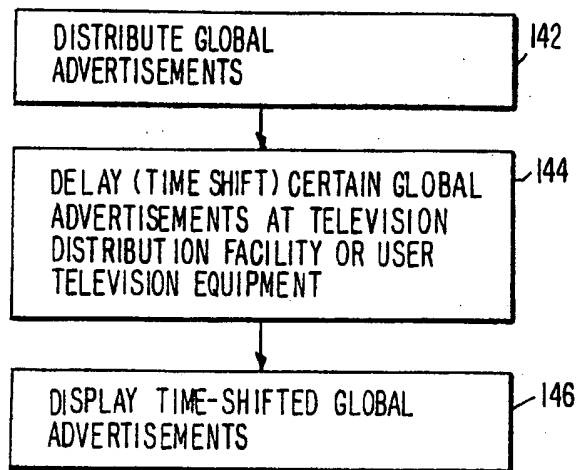 DISTRIBUTE GLOBAL
ADVERTISEMENTS
142
DELAY (TIME SHIFT) CERTAIN GLOBAL
ADVERTISEMENTS AT TELEVISION
DISTRIBUTION FACILITY OR USER
TELEVISION EQUIPMENT
144
DISPLAY TIME-SHIFTED GLOBAL
ADVERTISEMENTS
146